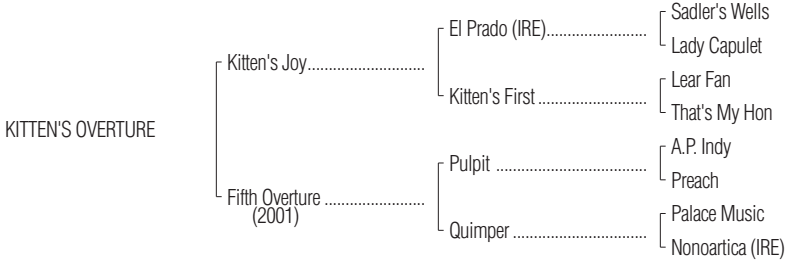 Sadler's Wells
El Prado (IRE)........................
Lady Capulet
Kitten's Joy............................
Lear Fan
Kitten's First ..........................
That's My Hon
KITTEN'S OVERTURE
A.P. Indy
Pulpit ....................................
Preach
Fifth Overture ........................
(2001)
Palace Music
Quimper ................................
Nonoartica (IRE)